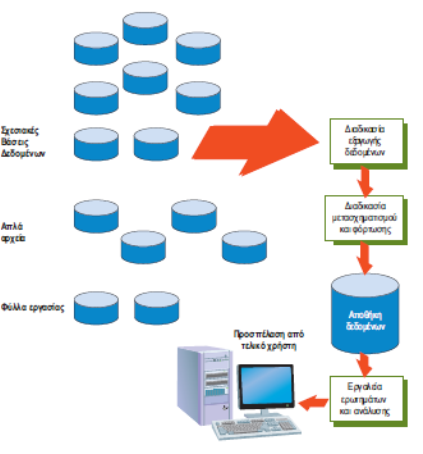 Σχεσιακές
Βάσεις
Δεδομένων
Διαδικασία
εξαγωγής
δεδομένων
Απλά
αρχεία
Διαδικασία
μετασχηματισμού
και φόρτωσης
Φύλλα εργασίας
Αποθήκη
δεδομένων
Προσπέλαση από
τελικό χρήστη
Εργαλεία
ερωτημάτων
και ανάλυσης